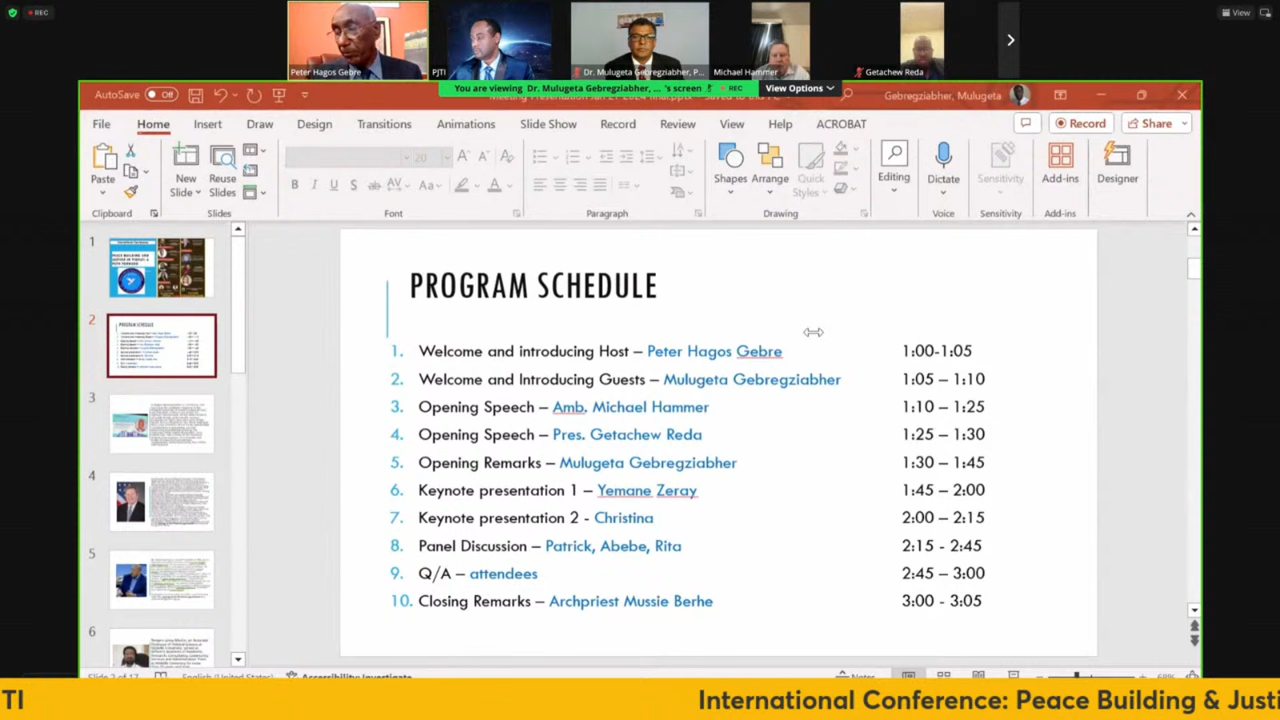 REC
View
Peter Hagos Gebre
PJTI
Dr. Mulugeta Gebregziabher, P...
Michael Hammer
Getachew Reda
You are viewing Dr. Mulugeta Gebregziabher, ... 's screen
REC
View Options
AutoSave Off
Gebregziabher, Mulugeta
File Home Insert Draw Design Transitions Animations Slide Show Record Review View Help ACROBAT
Record Share
Paste
New Slide
Reuse Slides
20
Shapes
Arrange
Quick Styles
Editing
Dictate
Sensitivity
Add-ins
Designer
Clipboard Slides Font Paragraph Drawing Voice Sensitivity Add-ins
1
2
3
4
5
6
PROGRAM SCHEDULE
1. Welcome and introducing Host – Peter Hagos Gebre 1:00-1:05
2. Welcome and Introducing Guests – Mulugeta Gebregziabher 1:05 – 1:10
3. Opening Speech – Amb. Michael Hammer 1:10 – 1:25
4. Opening Speech – Pres. Getachew Reda 1:25 – 1:30
5. Opening Remarks – Mulugeta Gebregziabher 1:30 – 1:45
6. Keynote presentation 1 – Yemane Zeray 1:45 – 2:00
7. Keynote presentation 2 - Christina 2:00 – 2:15
8. Panel Discussion – Patrick, Abebe, Rita 2:15 - 2:45
9. Q/A – attendees 2:45 – 3:00
10. Closing Remarks – Archpriest Mussie Berhe 3:00 - 3:05
TI International Conference: Peace Building & Justi